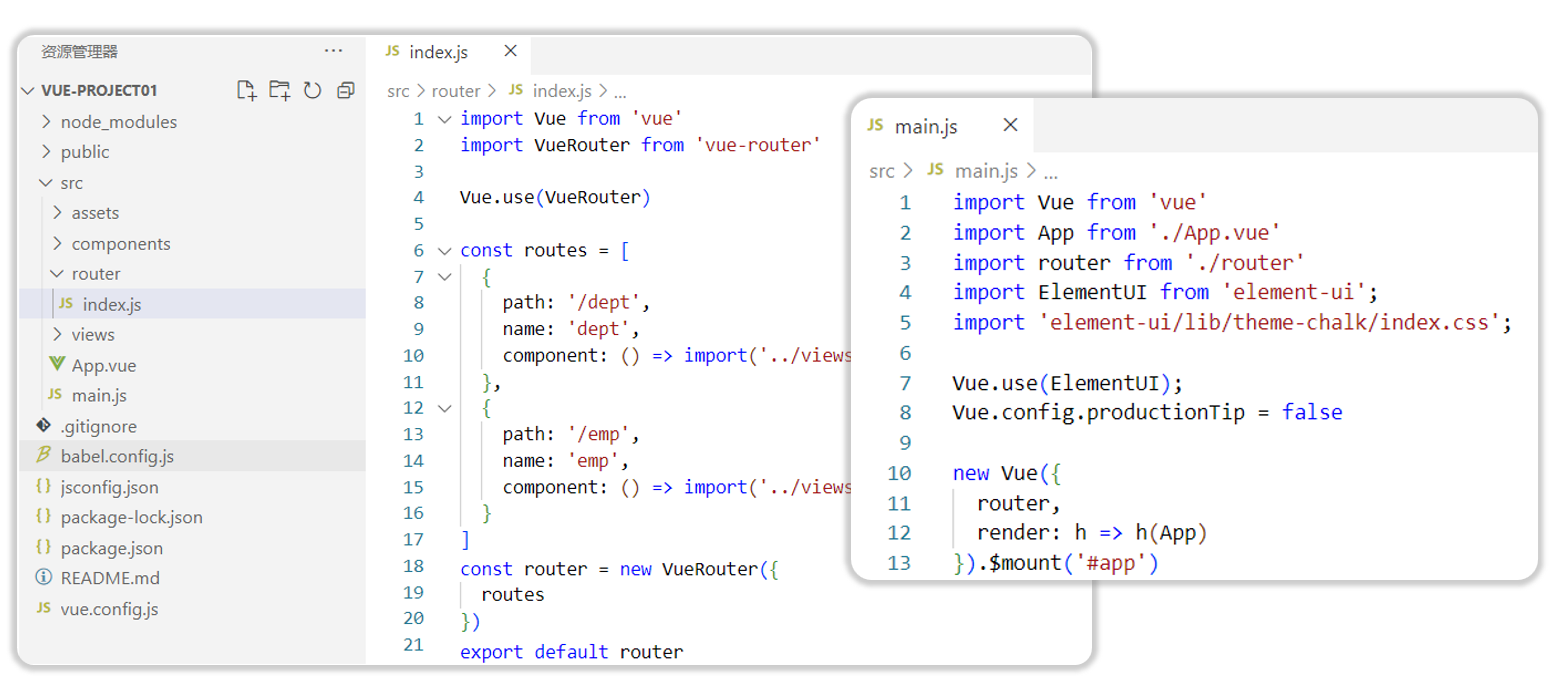 资源管理器 ...
VUE-PROJECT01
node_modules
public
src
assets
components
router
JS index.js
views
App.vue
JS main.js
.gitignore
babel.config.js
{} jsconfig.json
{} package-lock.json
{} package.json
README.md
JS vue.config.js
JS index.js
src > router > JS index.js > ...
1 import Vue from 'vue'
2 import VueRouter from 'vue-router'
3
4 Vue.use(VueRouter)
5
6 const routes = [
7 {
8 path: '/dept',
9 name: 'dept',
10 component: () => import('../views
11 },
12 {
13 path: '/emp',
14 name: 'emp',
15 component: () => import('../views
16 }
17 ]
18 const router = new VueRouter({
19 routes
20 })
21 export default router
JS main.js
src > JS main.js > ...
1 import Vue from 'vue'
2 import App from './App.vue'
3 import router from './router'
4 import ElementUI from 'element-ui';
5 import 'element-ui/lib/theme-chalk/index.css';
6
7 Vue.use(ElementUI);
8 Vue.config.productionTip = false
9
10 new Vue({
11 router,
12 render: h => h(App)
13 }).$mount('#app')